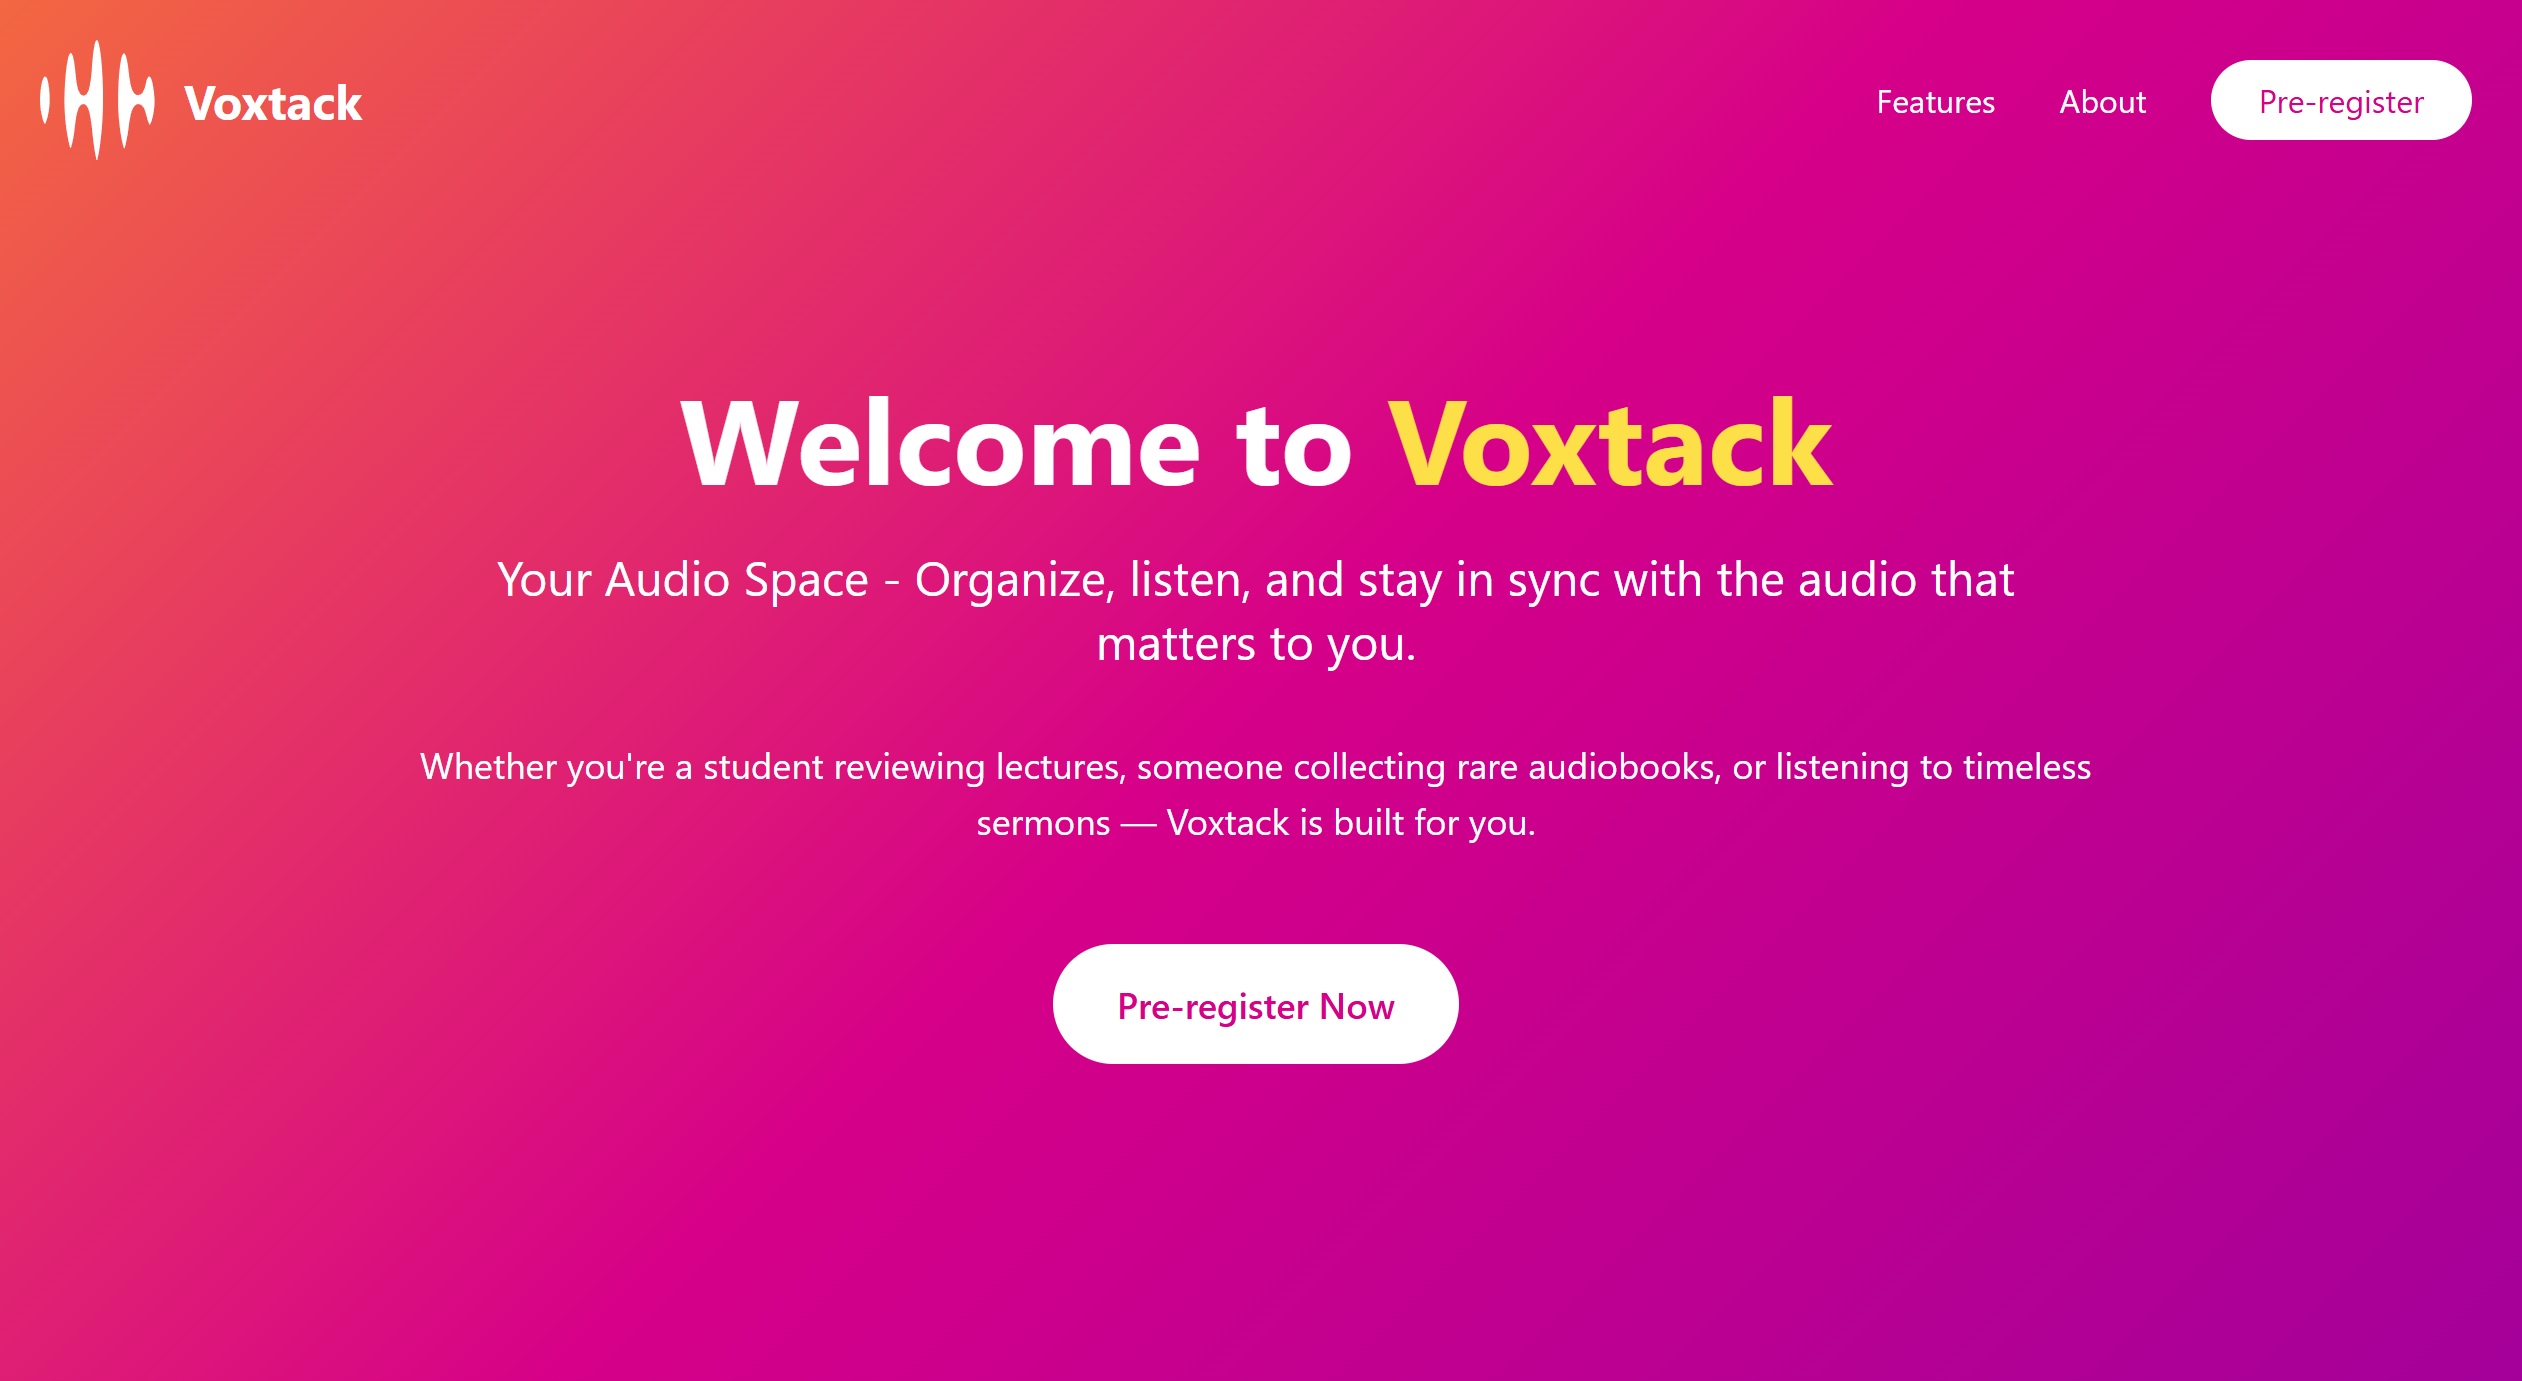 Voxtack
Features
About
Pre-register
Welcome to Voxtack
Your Audio Space - Organize, listen, and stay in sync with the audio that
matters to you.
Whether you're a student reviewing lectures, someone collecting rare audiobooks, or listening to timeless
sermons — Voxtack is built for you.
Pre-register Now